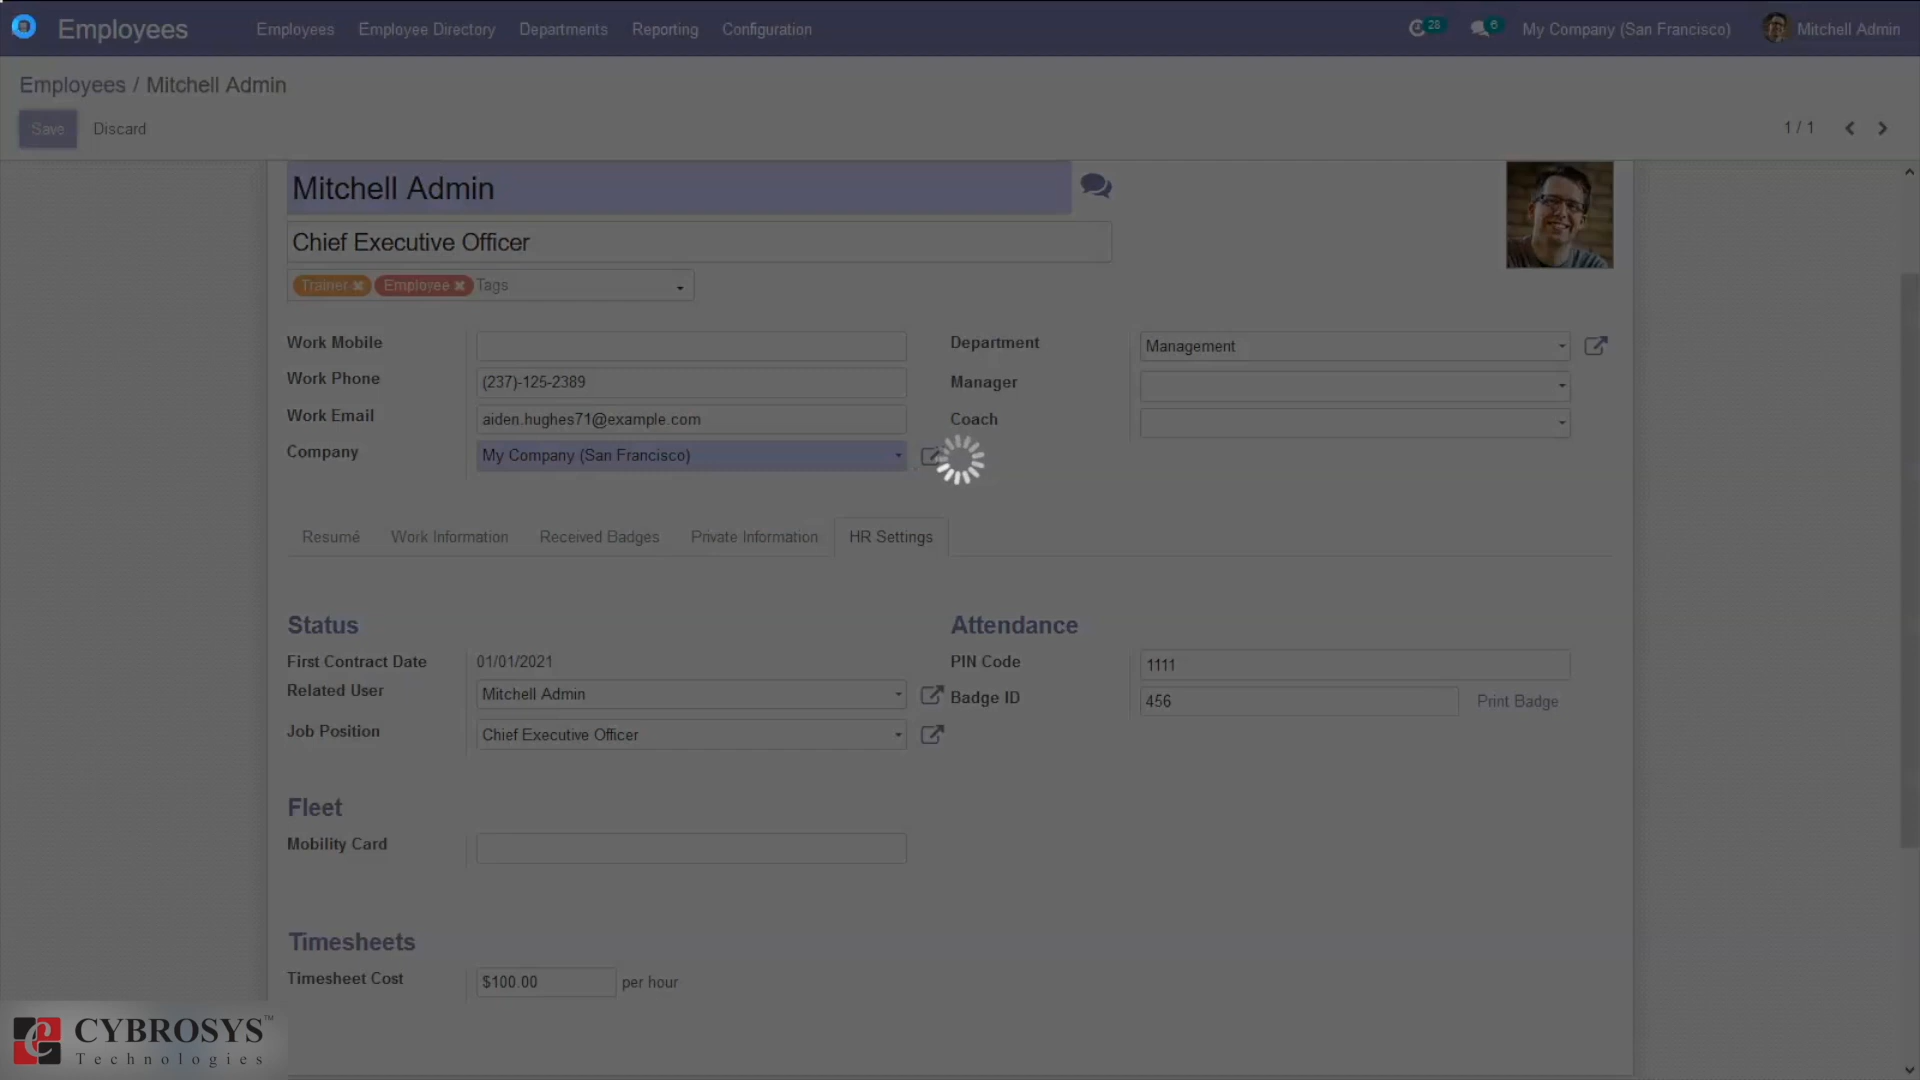 Employees Employees Employee Directory Departments Reporting Configuration 28 6 My Company (San Francisco) Mitchell Admin
Employees / Mitchell Admin
Save Discard 1 / 1
Mitchell Admin
Chief Executive Officer
Trainer Employee Tags
Work Mobile
Work Phone (237)-125-2389
Work Email aiden.hughes71@example.com
Company My Company (San Francisco)
Department Management
Manager
Coach
Resumé Work Information Received Badges Private Information HR Settings
Status
First Contract Date 01/01/2021
Related User Mitchell Admin
Job Position Chief Executive Officer
Attendance
PIN Code 1111
Badge ID 456 Print Badge
Fleet
Mobility Card
Timesheets
Timesheet Cost $100.00 per hour
CYBROSYS™
Technologies